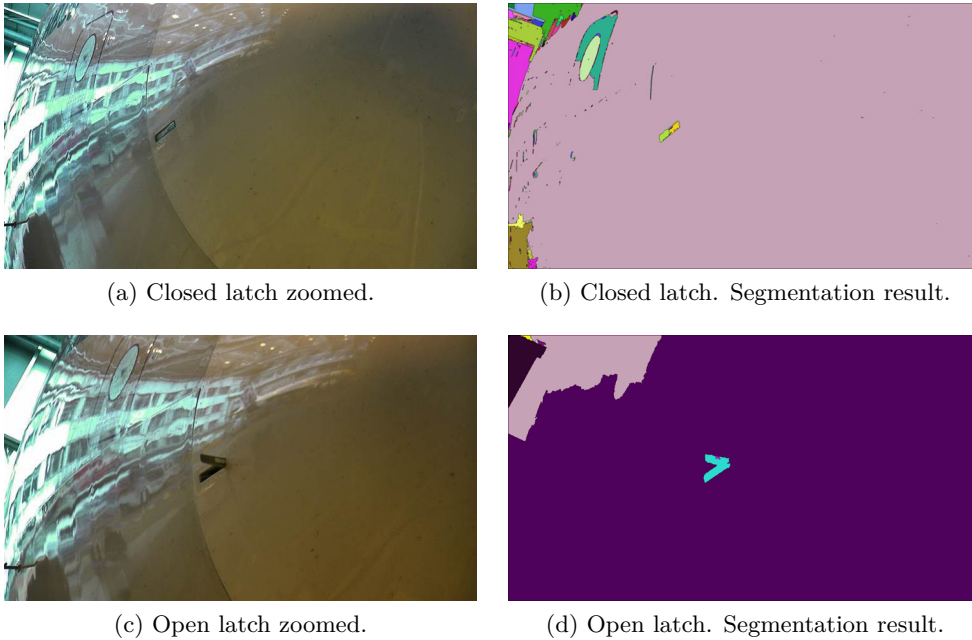 (a) Closed latch zoomed.
(b) Closed latch. Segmentation result.
(c) Open latch zoomed.
(d) Open latch. Segmentation result.